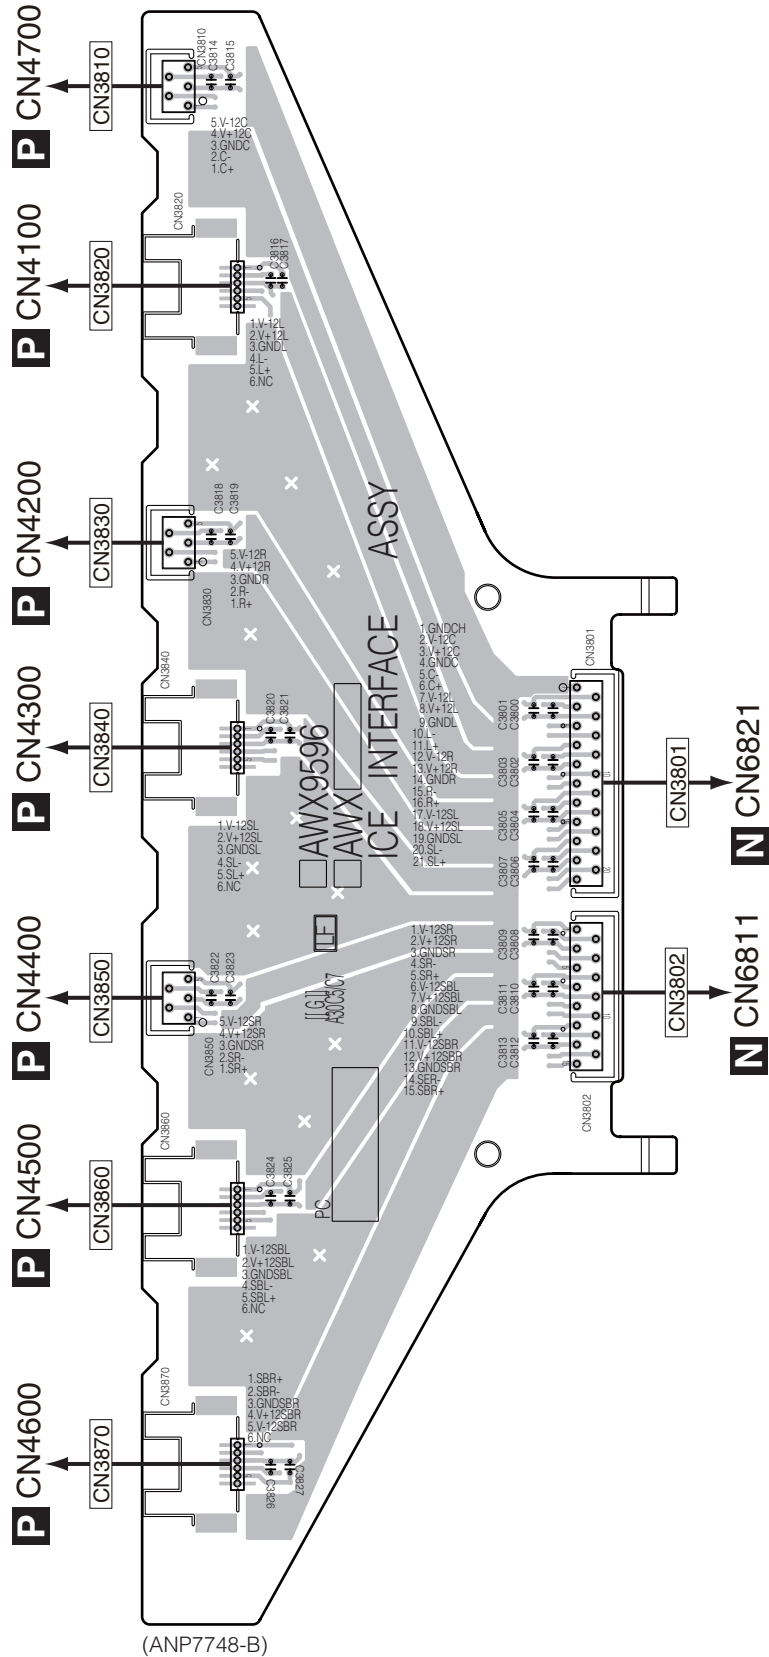 P CN4700
CN3810
CN3810
C3814
C3815
5.V-12C
4.V+12C
3.GNDC
2.C-
1.C+
P CN4100
CN3820
CN3820
C3816
C3817
1.V-12L
2.V+12L
3.GNDL
4.L-
5.L+
6.NC
P CN4200
CN3830
CN3830
C3818
C3819
5.V-12R
4.V+12R
3.GNDR
2.R-
1.R+
P CN4300
CN3840
CN3840
C3820
C3821
1.V-12SL
2.V+12SL
3.GNDSL
4.SL-
5.SL+
6.NC
P CN4400
CN3850
CN3850
C3822
C3823
5.V-12SR
4.V+12SR
3.GNDSR
2.SR-
1.SR+
P CN4500
CN3860
CN3860
C3824
C3825
1.V-12SBL
2.V+12SBL
3.GNDSBL
4.SBL-
5.SBL+
6.NC
P CN4600
CN3870
CN3870
1.SBR+
2.SBR-
3.GNDSBR
4.V+12SBR
5.V-12SBR
6.NC
C3826
C3827
AWX9596
AWX
ICE INTERFACE ASSY
LF
PC
1.GNDCH
2.V-12C
3.V+12C
4.GNDC
5.C-
6.C+
7.V-12L
8.V+12L
9.GNDL
10.L-
11.L+
12.V-12R
13.V+12R
14.GNDR
15.R-
16.R+
17.V-12SL
18.V+12SL
19.GNDSL
20.SL-
21.SL+
1.V-12SR
2.V+12SR
3.GNDSR
4.SR-
5.SR+
6.V-12SBL
7.V+12SBL
8.GNDSBL
9.SBL-
10.SBL+
11.V-12SBR
12.V+12SBR
13.GNDSBR
14.SER-
15.SBR+
C3801
C3800
C3803
C3802
C3805
C3804
C3807
C3806
C3809
C3808
C3811
C3810
C3813
C3812
CN3801
CN3801
N CN6821
CN3802
CN3802
N CN6811
(ANP7748-B)